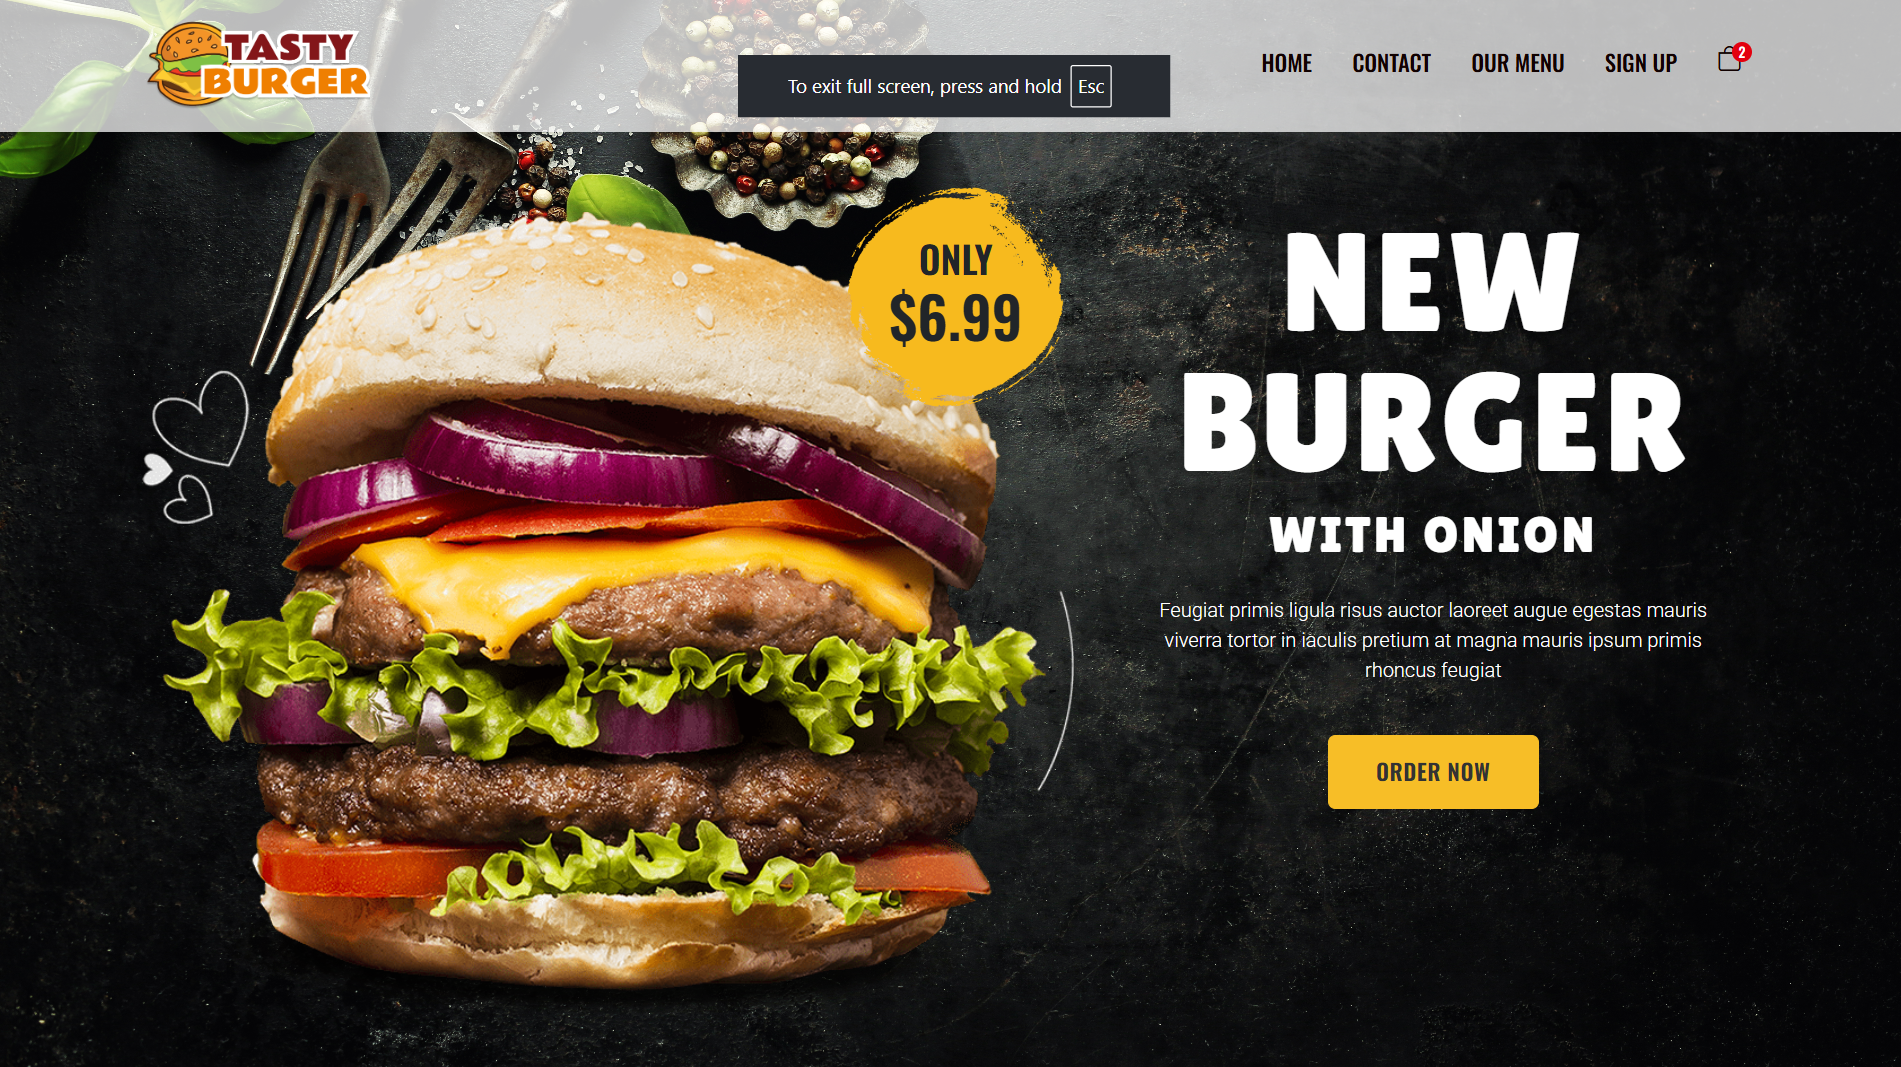 TASTY
BURGER
HOME CONTACT OUR MENU SIGN UP 2
To exit full screen, press and hold Esc
ONLY
$6.99
NEW
BURGER
WITH ONION
Feugiat primis ligula risus auctor laoreet augue egestas mauris
viverra tortor in iaculis pretium at magna mauris ipsum primis
rhoncus feugiat
ORDER NOW